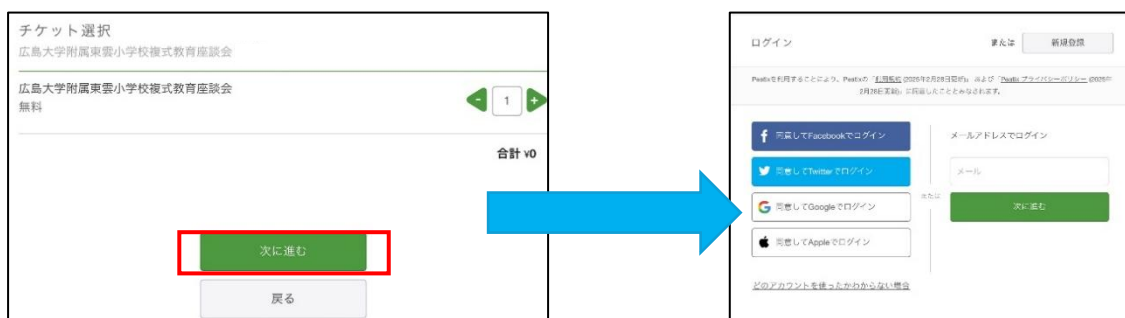 チケット選択
広島大学附属東雲小学校複式教育座談会
広島大学附属東雲小学校複式教育座談会
無料
- 1 +
合計 ¥0
次に進む
戻る
ログイン
または
新規登録
Peatixを利用することにより、Peatixの「利用規約(2025年2月28日更新)」および「Peatix プライバシーポリシー(2025年
2月28日更新)」に同意したこととみなされます。
同意してFacebookでログイン
同意してTwitterでログイン
同意してGoogleでログイン
同意してAppleでログイン
または
メールアドレスでログイン
メール
次に進む
どのアカウントを使ったかわからない場合